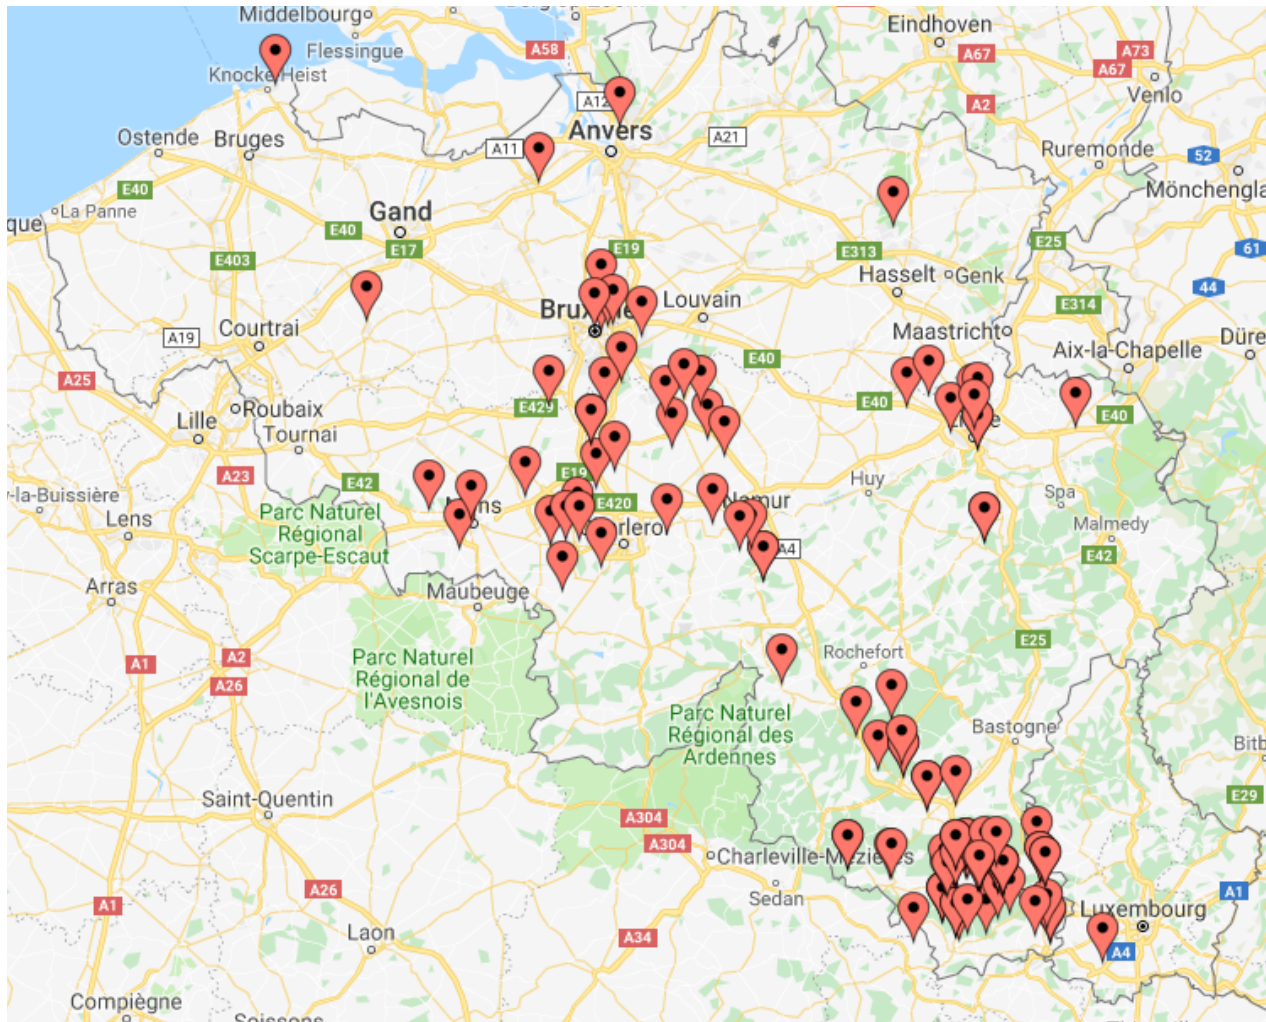 Middelbourg
Eindhoven
A58
A67
A73
Flessingue
A67
Knocke-Heist
Venlo
A12
A2
Anvers
Ostende
Bruges
A11
A21
Ruremonde
52
E40
Mönchengla
La Panne
que
Gand
E40
E17
E19
E25
61
E403
E313
Hasselt
Genk
44
Louvain
E314
Courtrai
Maastricht
A19
Düre
E40
Aix-la-Chapelle
A25
E429
E40
E40
Roubaix
Lille
Tournai
A23
E42
E19
Huy
y-la-Buissière
Spa
E420
Namur
Parc Naturel
Régional
Scarpe-Escaut
Lens
Malmedy
A4
E42
Arras
Maubeuge
A1
A2
E25
Rochefort
Parc Naturel
Régional de
l'Avesnois
A26
Parc Naturel
Régional des
Ardennes
Bastogne
Bitb
Saint-Quentin
E29
A304
A304
Charleville-Mézières
A26
Sedan
A1
A1
Luxembourg
Laon
A34
A4
Compiègne
Soissons